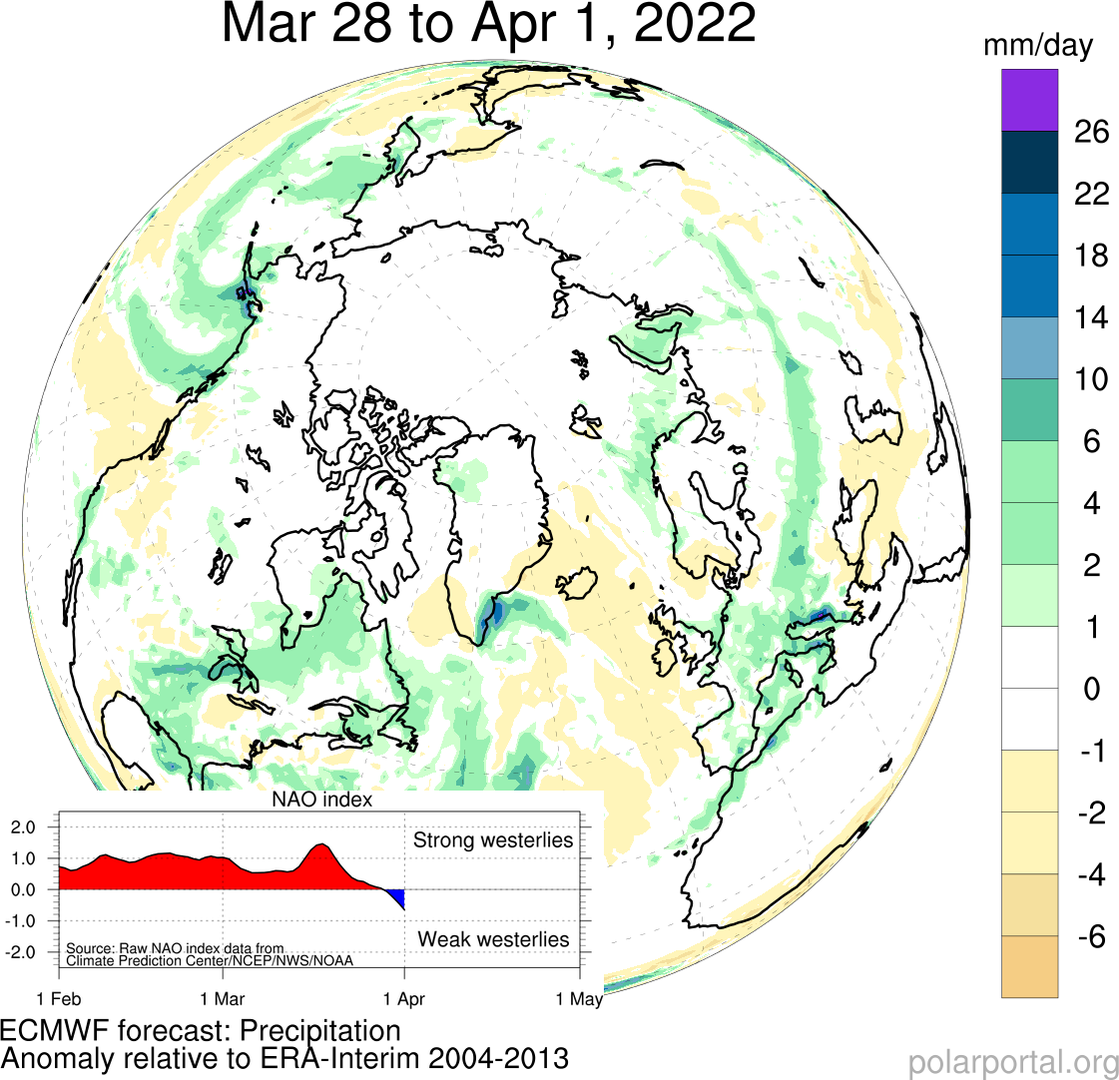 Mar 28 to Apr 1, 2022
mm/day
26
22
18
14
10
6
4
2
1
0
-1
-2
-4
-6
NAO index
2.0
1.0
0.0
-1.0
-2.0
Strong westerlies
Weak westerlies
Source: Raw NAO index data from
Climate Prediction Center/NCEP/NWS/NOAA
1 Feb
1 Mar
1 Apr
1 May
ECMWF forecast: Precipitation
Anomaly relative to ERA-Interim 2004-2013
polarportal.org